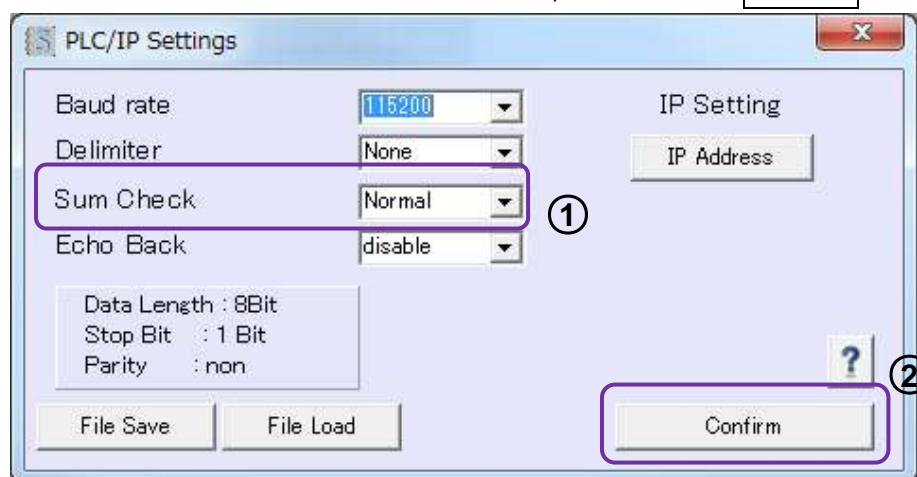 PLC/IP Settings
Baud rate 115200 IP Setting
Delimiter None IP Address
Sum Check Normal ①
Echo Back disable
Data Length : 8Bit
Stop Bit : 1 Bit
Parity : non
? ②
File Save File Load Confirm